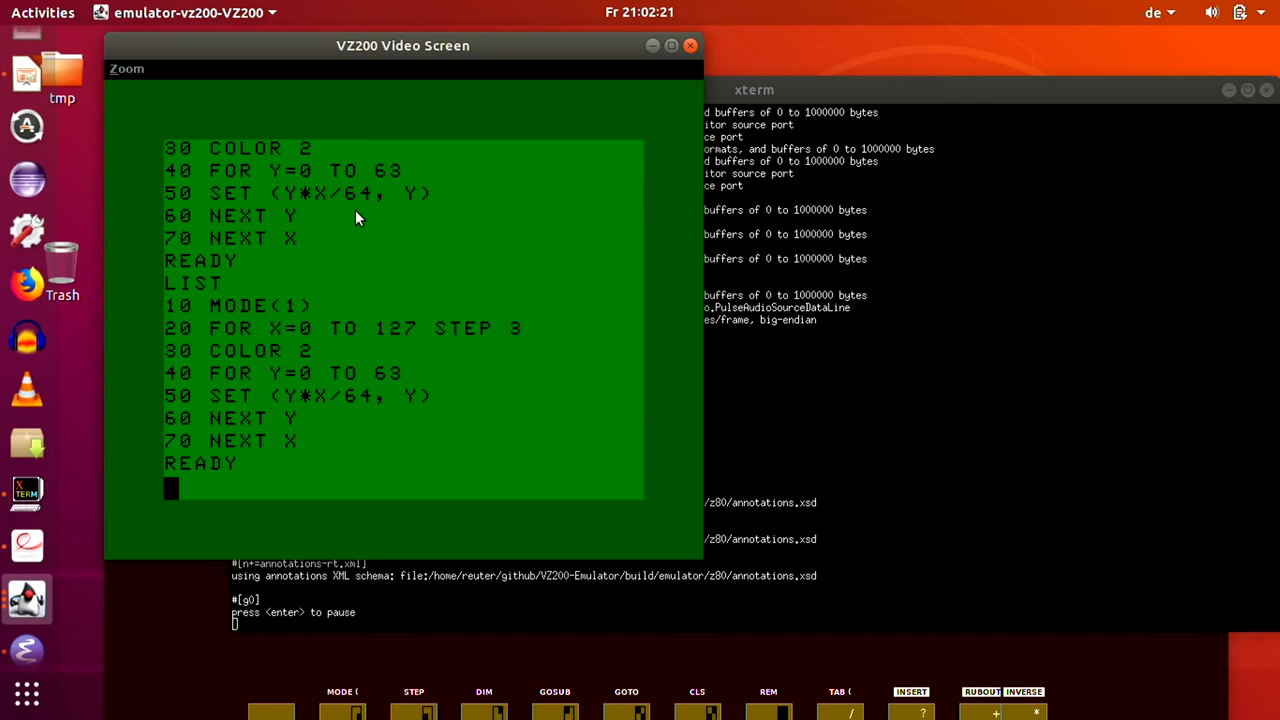 Activities
emulator-vz200-VZ200
Fr 21:02:21
de
VZ200 Video Screen
Zoom
tmp
Trash
X
TERM
30 COLOR 2
40 FOR Y=0 TO 63
50 SET (Y*X/64, Y)
60 NEXT Y
70 NEXT X
READY
LIST
10 MODE(1)
20 FOR X=0 TO 127 STEP 3
30 COLOR 2
40 FOR Y=0 TO 63
50 SET (Y*X/64, Y)
60 NEXT Y
70 NEXT X
READY
xterm
d buffers of 0 to 1000000 bytes
itor source port
ce port
ormats, and buffers of 0 to 1000000 bytes
d buffers of 0 to 1000000 bytes
itor source port
ce port
buffers of 0 to 1000000 bytes
buffers of 0 to 1000000 bytes
buffers of 0 to 1000000 bytes
buffers of 0 to 1000000 bytes
o.PulseAudioSourceDataLine
es/frame, big-endian
/z80/annotations.xsd
/z80/annotations.xsd
#[n+=annotations-rt.xml]
using annotations XML schema: file:/home/reuter/github/VZ200-Emulator/build/emulator/z80/annotations.xsd
#[g0]
press <enter> to pause
MODE ( STEP DIM GOSUB GOTO CLS REM TAB ( INSERT RUBOUT INVERSE
/ ? + *